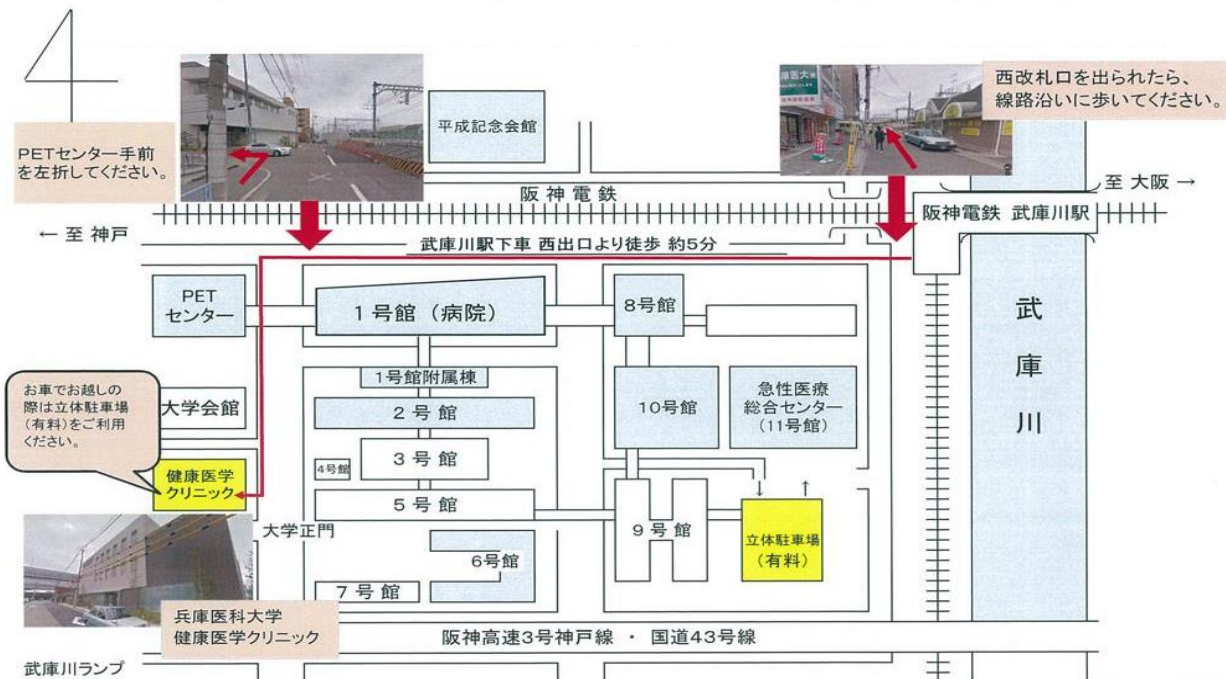 西改札口を出られたら、
線路沿いに歩いてください。
平成記念会館
PETセンター手前
を左折してください。
阪神電鉄
至 大阪 →
阪神電鉄 武庫川駅
← 至 神戸
武庫川駅下車 西出口より徒歩 約5分
PET
センター
1号館（病院）
8号館
武庫川
1号館附属棟
お車でお越しの
際は立体駐車場
(有料)をご利用
ください。
大学会館
2号館
10号館
急性医療
総合センター
(11号館)
3号館
4号館
健康医学
クリニック
5号館
大学正門
9号館
立体駐車場
(有料)
6号館
7号館
兵庫医科大学
健康医学クリニック
阪神高速3号神戸線 ・ 国道43号線
武庫川ランプ